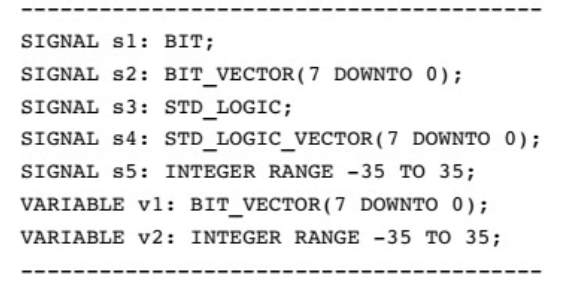 ----------------------------------------
SIGNAL s1: BIT;
SIGNAL s2: BIT_VECTOR(7 DOWNTO 0);
SIGNAL s3: STD_LOGIC;
SIGNAL s4: STD_LOGIC_VECTOR(7 DOWNTO 0);
SIGNAL s5: INTEGER RANGE -35 TO 35;
VARIABLE v1: BIT_VECTOR(7 DOWNTO 0);
VARIABLE v2: INTEGER RANGE -35 TO 35;
----------------------------------------